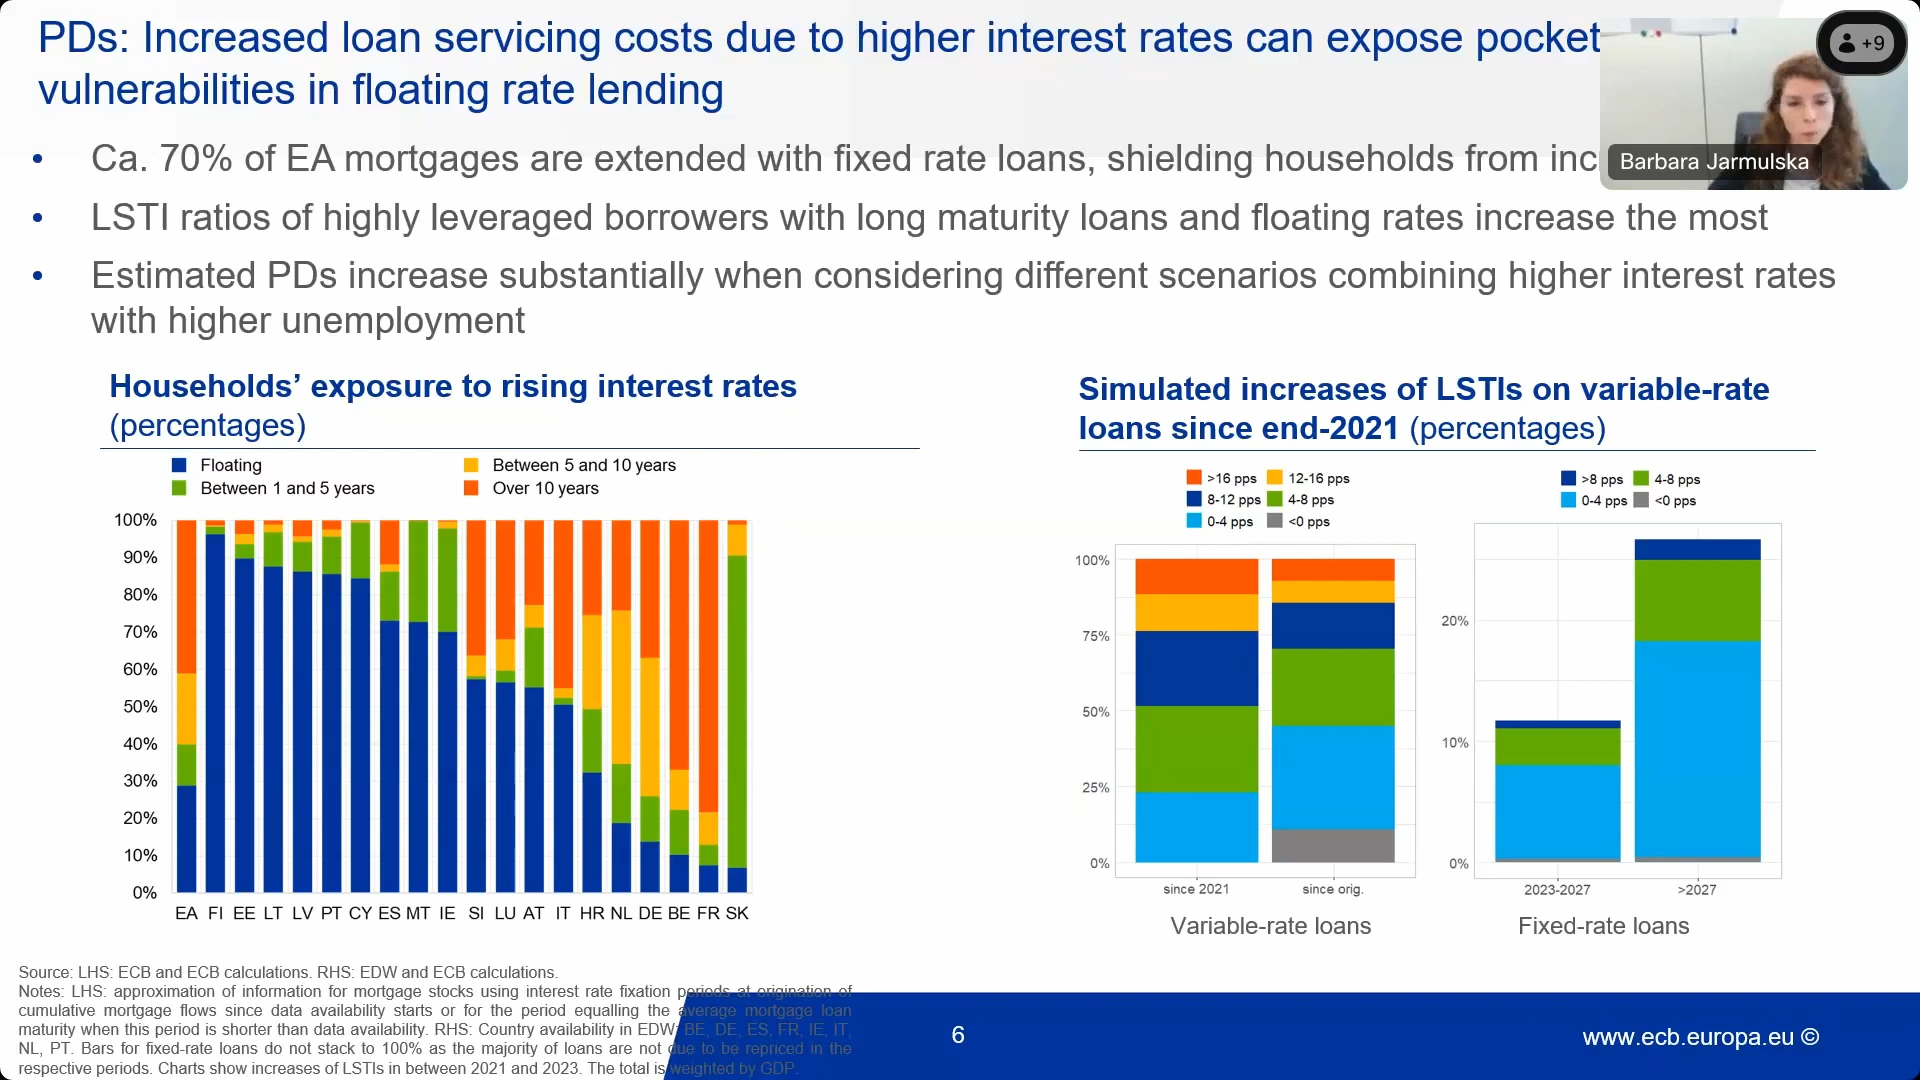 PDs: Increased loan servicing costs due to higher interest rates can expose pocket
vulnerabilities in floating rate lending
+9
Barbara Jarmulska
• Ca. 70% of EA mortgages are extended with fixed rate loans, shielding households from inc
• LSTI ratios of highly leveraged borrowers with long maturity loans and floating rates increase the most
• Estimated PDs increase substantially when considering different scenarios combining higher interest rates
with higher unemployment
Households’ exposure to rising interest rates
(percentages)
Floating
Between 5 and 10 years
Between 1 and 5 years
Over 10 years
100%
90%
80%
70%
60%
50%
40%
30%
20%
10%
0%
EA FI EE LT LV PT CY ES MT IE SI LU AT IT HR NL DE BE FR SK
Simulated increases of LSTIs on variable-rate
loans since end-2021 (percentages)
>16 pps 12-16 pps
8-12 pps 4-8 pps
0-4 pps <0 pps
100%
75%
50%
25%
0%
since 2021 since orig.
Variable-rate loans
>8 pps 4-8 pps
0-4 pps <0 pps
20%
10%
0%
2023-2027 >2027
Fixed-rate loans
Source: LHS: ECB and ECB calculations. RHS: EDW and ECB calculations.
Notes: LHS: approximation of information for mortgage stocks using interest rate fixation periods at origination of
cumulative mortgage flows since data availability starts or for the period equalling the average mortgage loan
maturity when this period is shorter than data availability. RHS: Country availability in EDW: BE, DE, ES, FR, IE, IT,
NL, PT. Bars for fixed-rate loans do not stack to 100% as the majority of loans are not due to be repriced in the
respective periods. Charts show increases of LSTIs in between 2021 and 2023. The total is weighted by GDP.
6
www.ecb.europa.eu ©